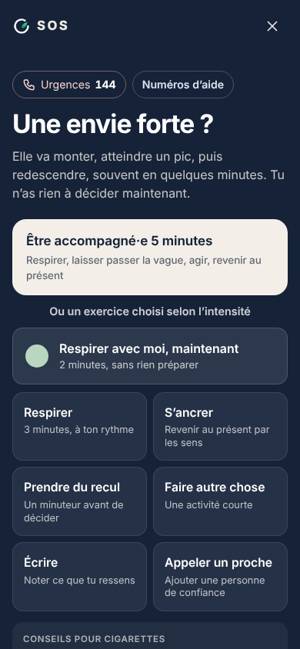 SOS
Urgences 144
Numéros d’aide
Une envie forte ?
Elle va monter, atteindre un pic, puis
redescendre, souvent en quelques minutes. Tu
n’as rien à décider maintenant.
Être accompagné·e 5 minutes
Respirer, laisser passer la vague, agir, revenir au
présent
Ou un exercice choisi selon l’intensité
Respirer avec moi, maintenant
2 minutes, sans rien préparer
Respirer
3 minutes, à ton rythme
S’ancrer
Revenir au présent par
les sens
Prendre du recul
Un minuteur avant de
décider
Faire autre chose
Une activité courte
Écrire
Noter ce que tu ressens
Appeler un proche
Ajouter une personne
de confiance
CONSEILS POUR CIGARETTES